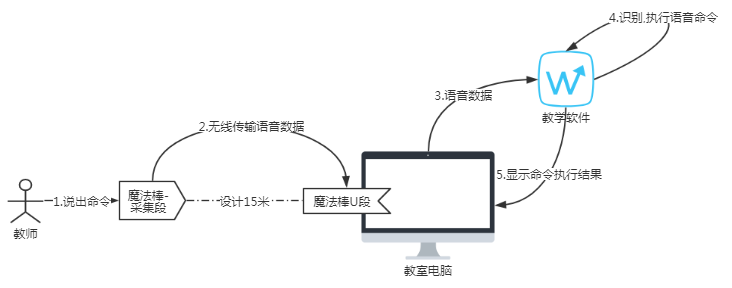 4.识别,执行语音命令
W
3.语音数据
教学软件
2.无线传输语音数据
5.显示命令执行结果
1.说出命令
魔法棒-
采集段
设计15米
魔法棒U段
教师
教室电脑